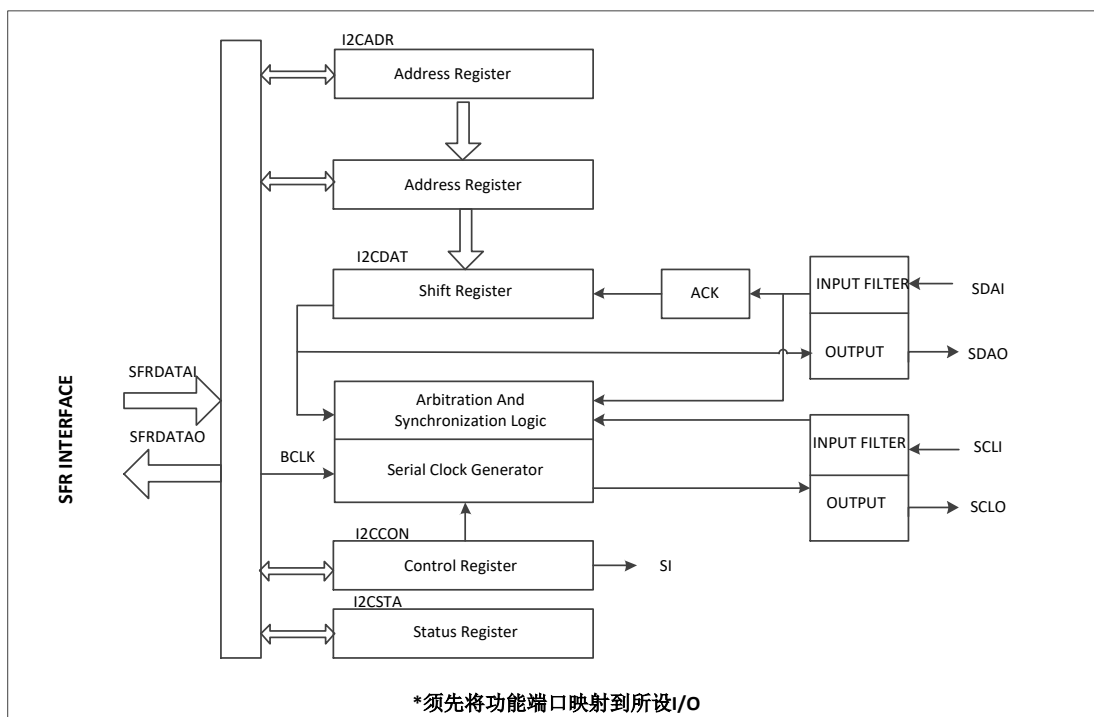 I2CADR
Address Register
Address Register
I2CDAT
Shift Register
ACK
INPUT FILTER
SDAI
OUTPUT
SDAO
SFR INTERFACE
SFRDATAI
SFRDATAO
Arbitration And
Synchronization Logic
BCLK
Serial Clock Generator
INPUT FILTER
SCLI
OUTPUT
SCLO
I2CCON
Control Register
SI
I2CSTA
Status Register
*须先将功能端口映射到所设I/O